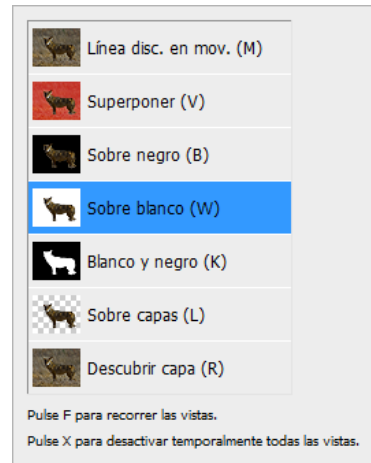 Línea disc. en mov. (M)
Superponer (V)
Sobre negro (B)
Sobre blanco (W)
Blanco y negro (K)
Sobre capas (L)
Descubrir capa (R)
Pulse F para recorrer las vistas.
Pulse X para desactivar temporalmente todas las vistas.